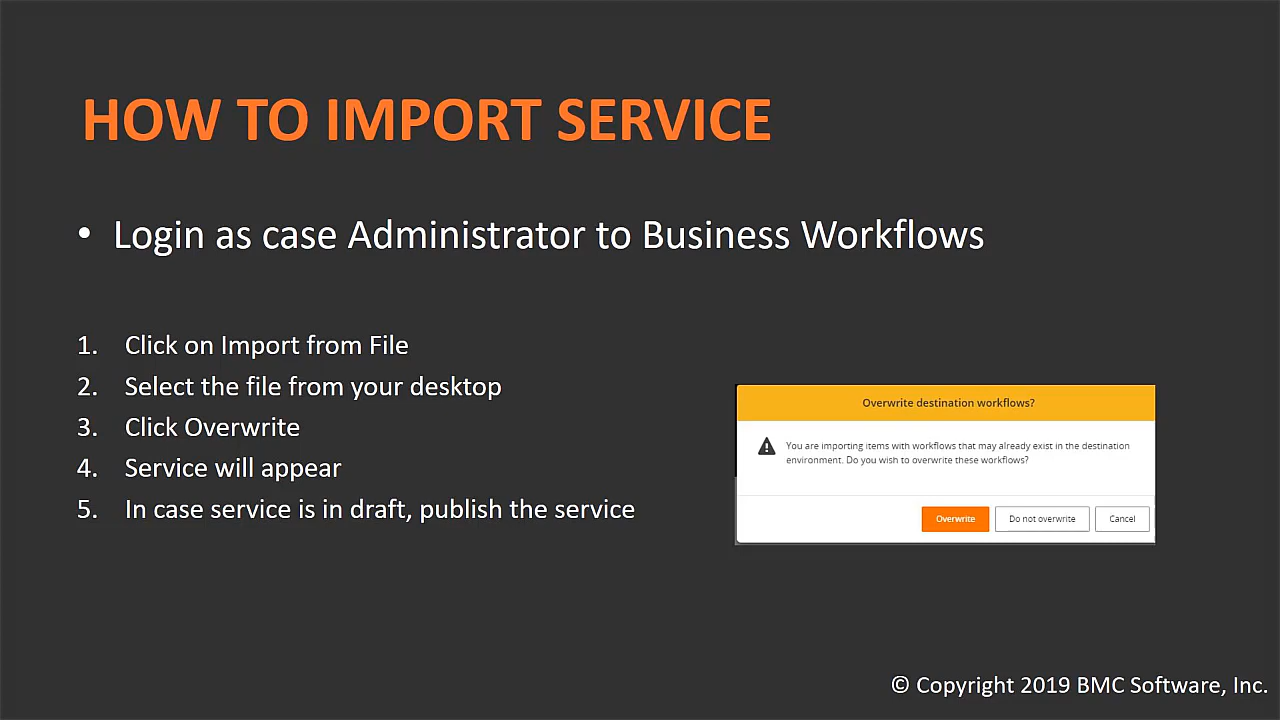 HOW TO IMPORT SERVICE
• Login as case Administrator to Business Workflows
1. Click on Import from File
2. Select the file from your desktop
3. Click Overwrite
4. Service will appear
5. In case service is in draft, publish the service
Overwrite destination workflows?
You are importing items with workflows that may already exist in the destination
environment. Do you wish to overwrite these workflows?
Overwrite Do not overwrite Cancel
© Copyright 2019 BMC Software, Inc.